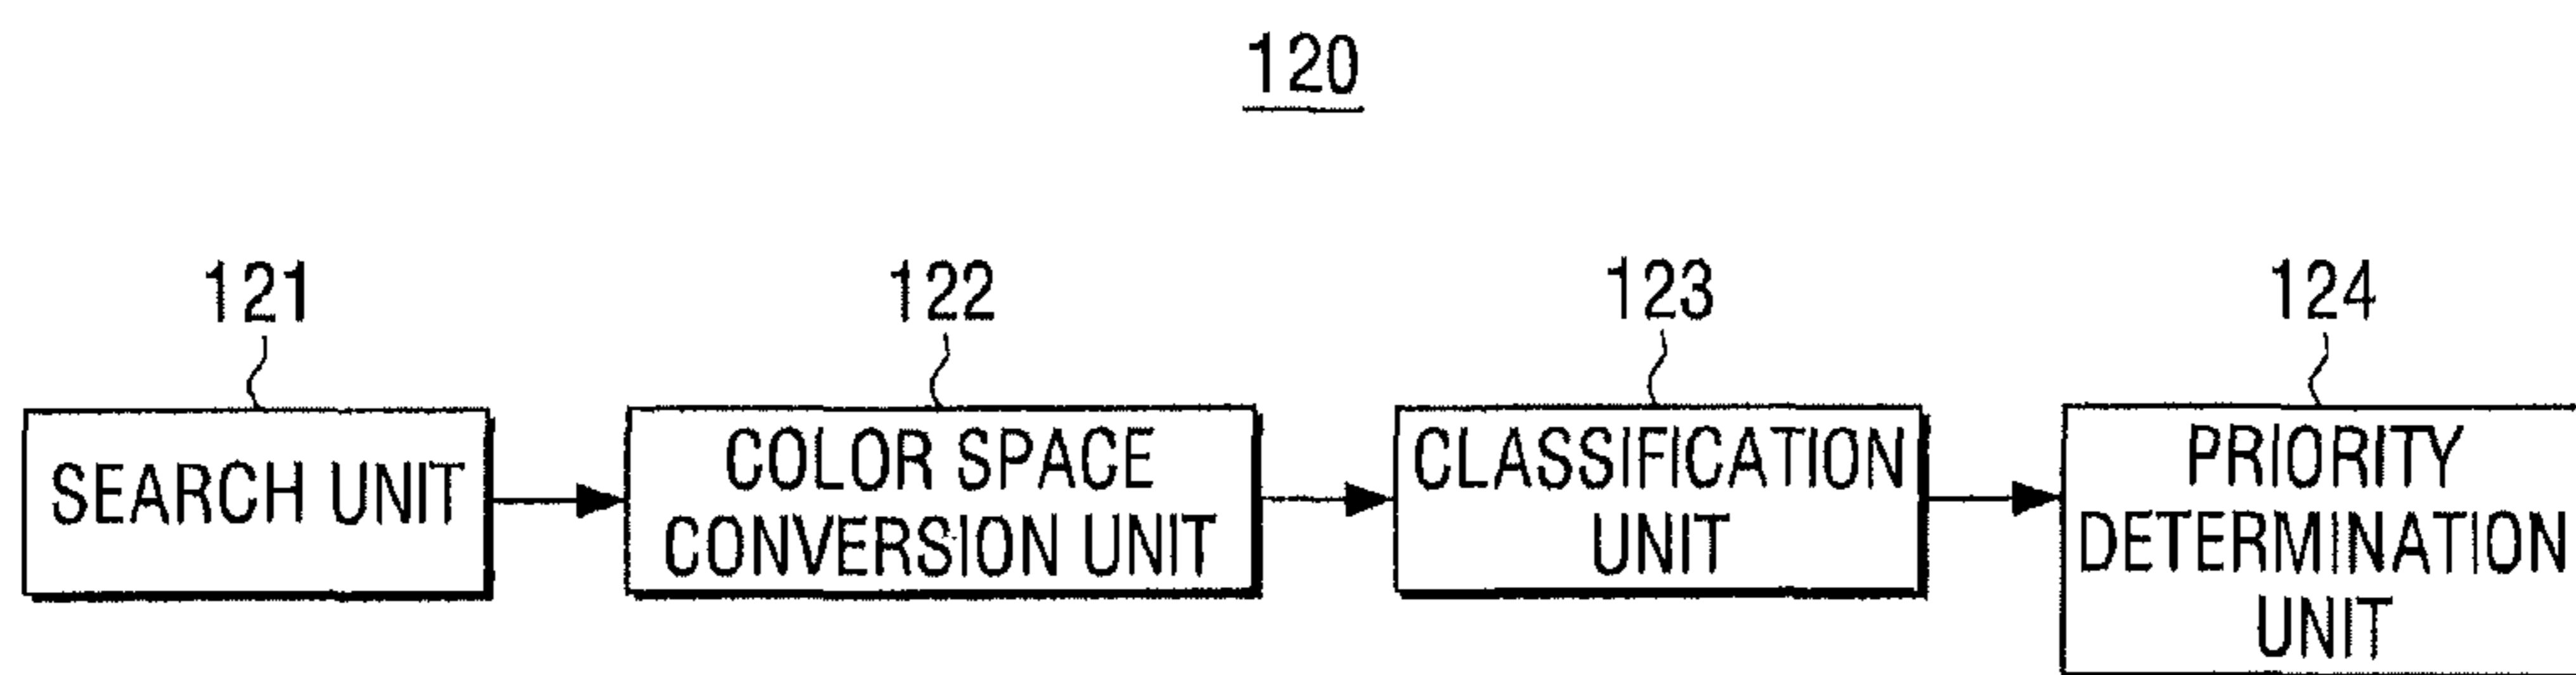 120
121
122
123
124
SEARCH UNIT
COLOR SPACE
CONVERSION UNIT
CLASSIFICATION
UNIT
PRIORITY
DETERMINATION
UNIT